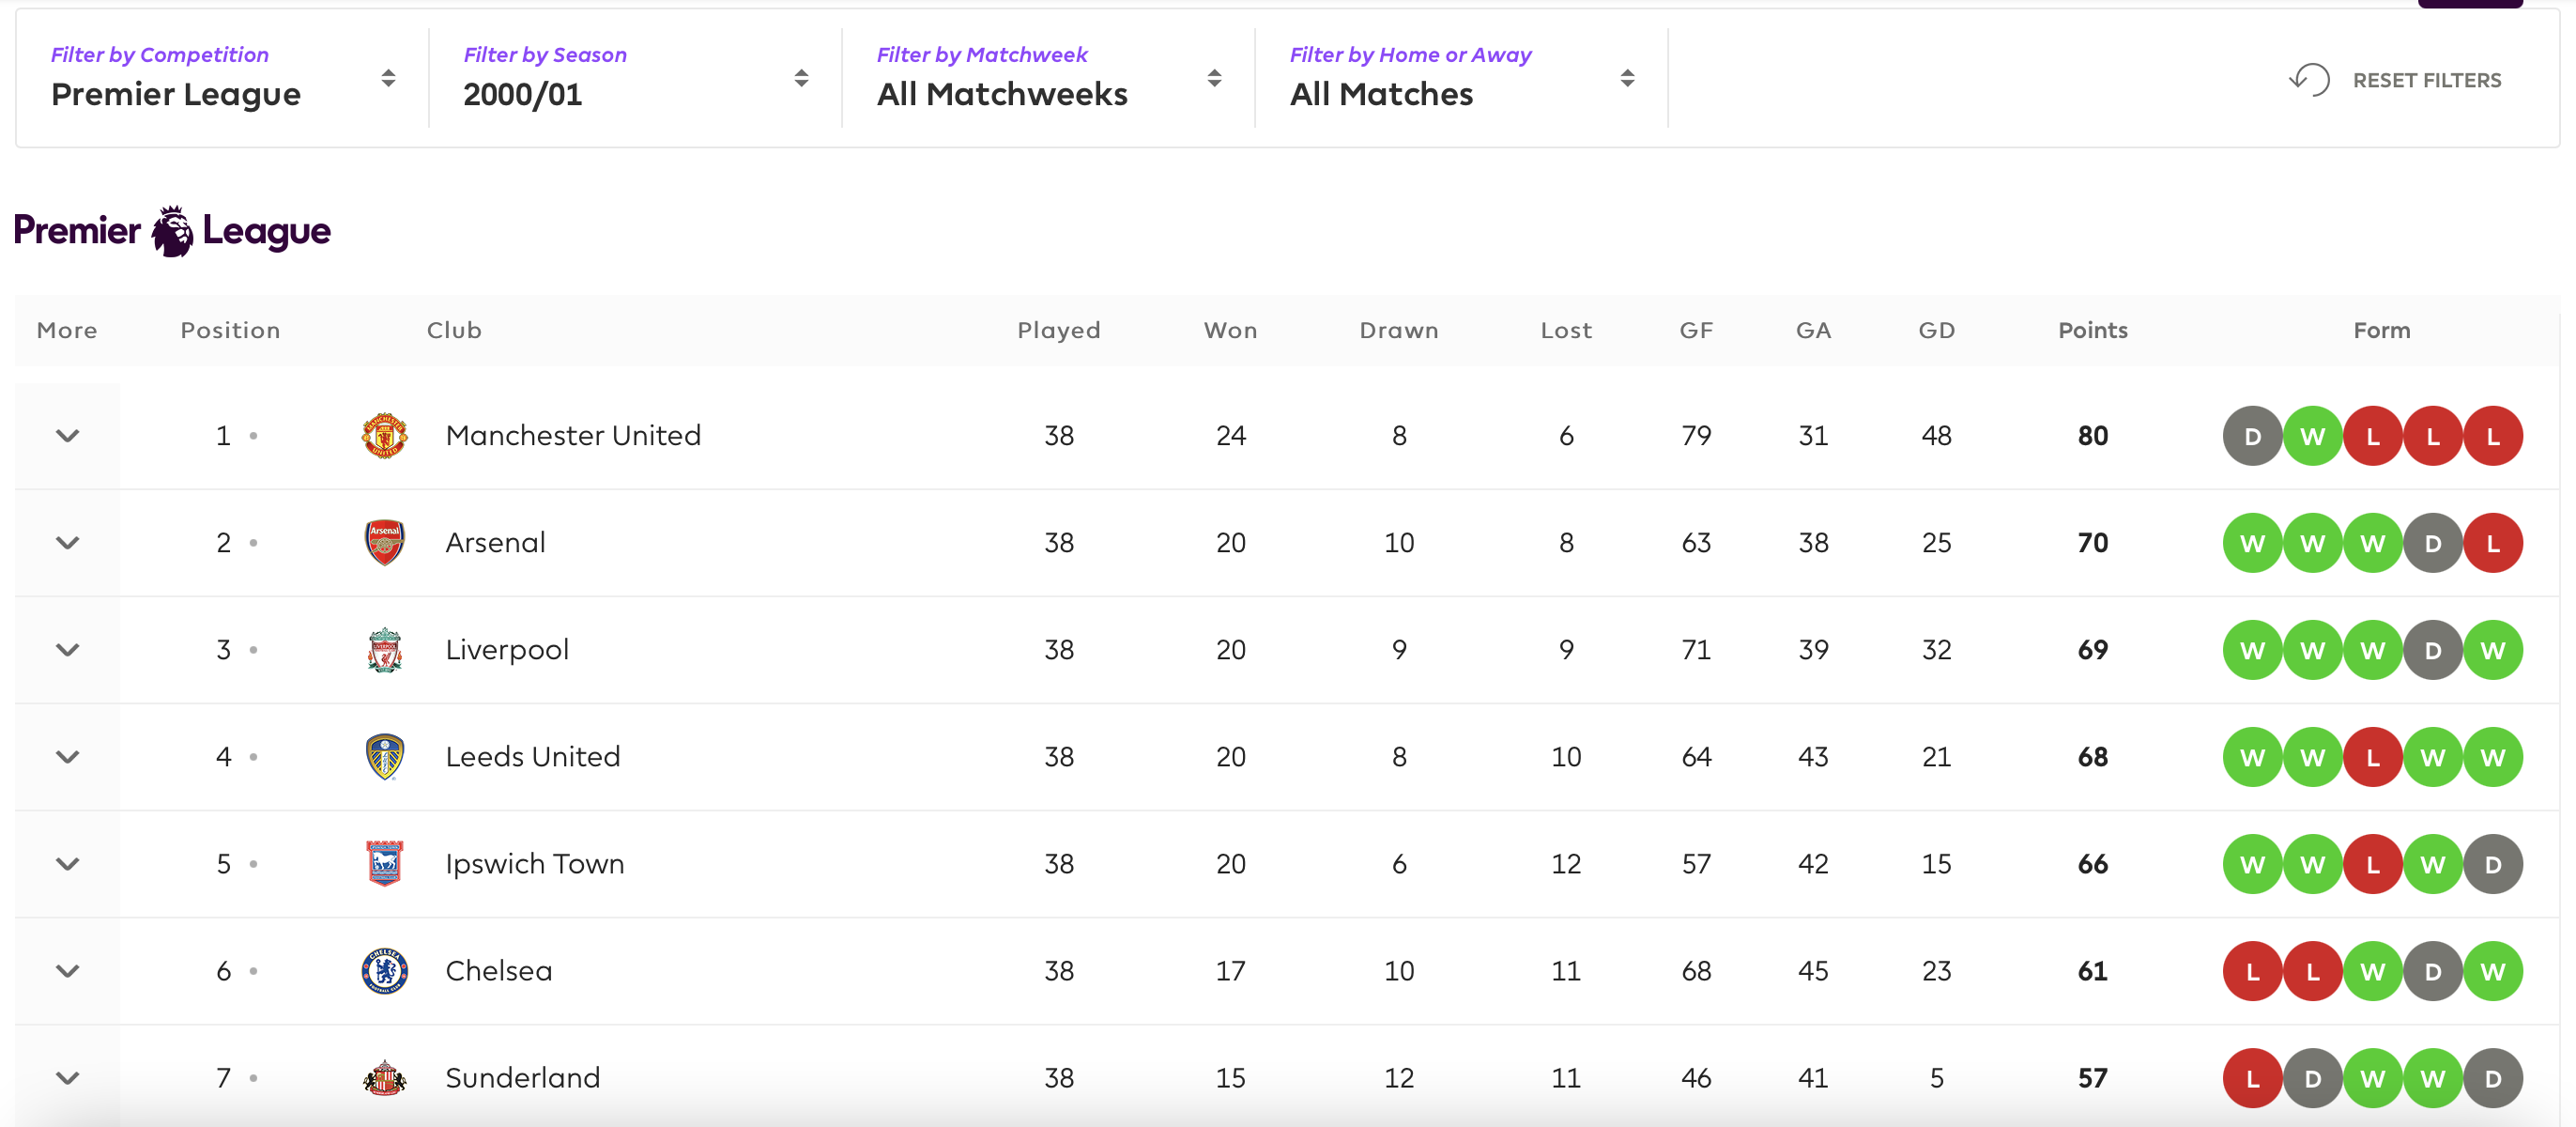 Filter by Competition Filter by Season Filter by Matchweek Filter by Home or Away
Premier League 2000/01 All Matchweeks All Matches RESET FILTERS
Premier League
More Position Club Played Won Drawn Lost GF GA GD Points Form
1 Manchester United 38 24 8 6 79 31 48 80 D W L L L
2 Arsenal 38 20 10 8 63 38 25 70 W W W D L
3 Liverpool 38 20 9 9 71 39 32 69 W W W D W
4 Leeds United 38 20 8 10 64 43 21 68 W W L W W
5 Ipswich Town 38 20 6 12 57 42 15 66 W W L W D
6 Chelsea 38 17 10 11 68 45 23 61 L L W D W
7 Sunderland 38 15 12 11 46 41 5 57 L D W W D